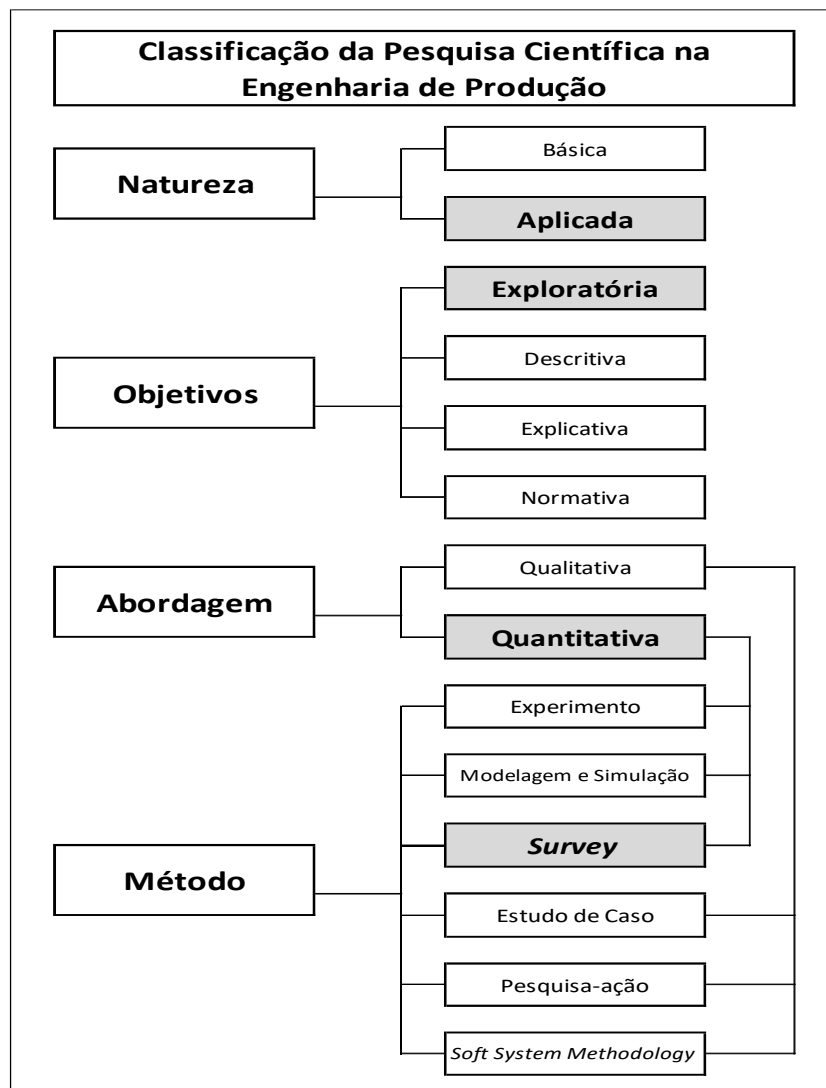 Classificação da Pesquisa Científica na
Engenharia de Produção
Natureza
Básica
Aplicada
Objetivos
Exploratória
Descritiva
Explicativa
Normativa
Abordagem
Qualitativa
Quantitativa
Método
Experimento
Modelagem e Simulação
Survey
Estudo de Caso
Pesquisa-ação
Soft System Methodology